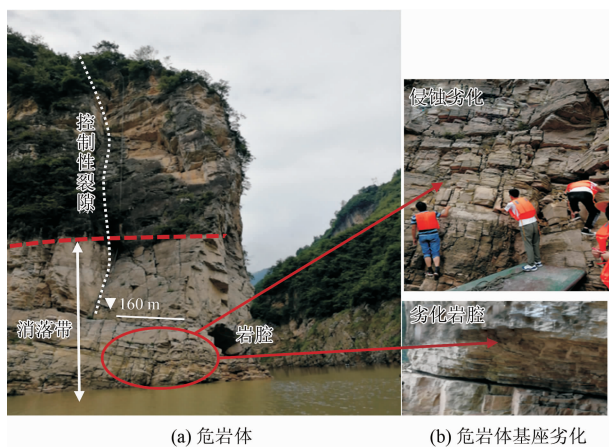 控制性裂隙
▼160 m
消落带
岩腔
侵蚀劣化
劣化岩腔
(a) 危岩体
(b) 危岩体基座劣化